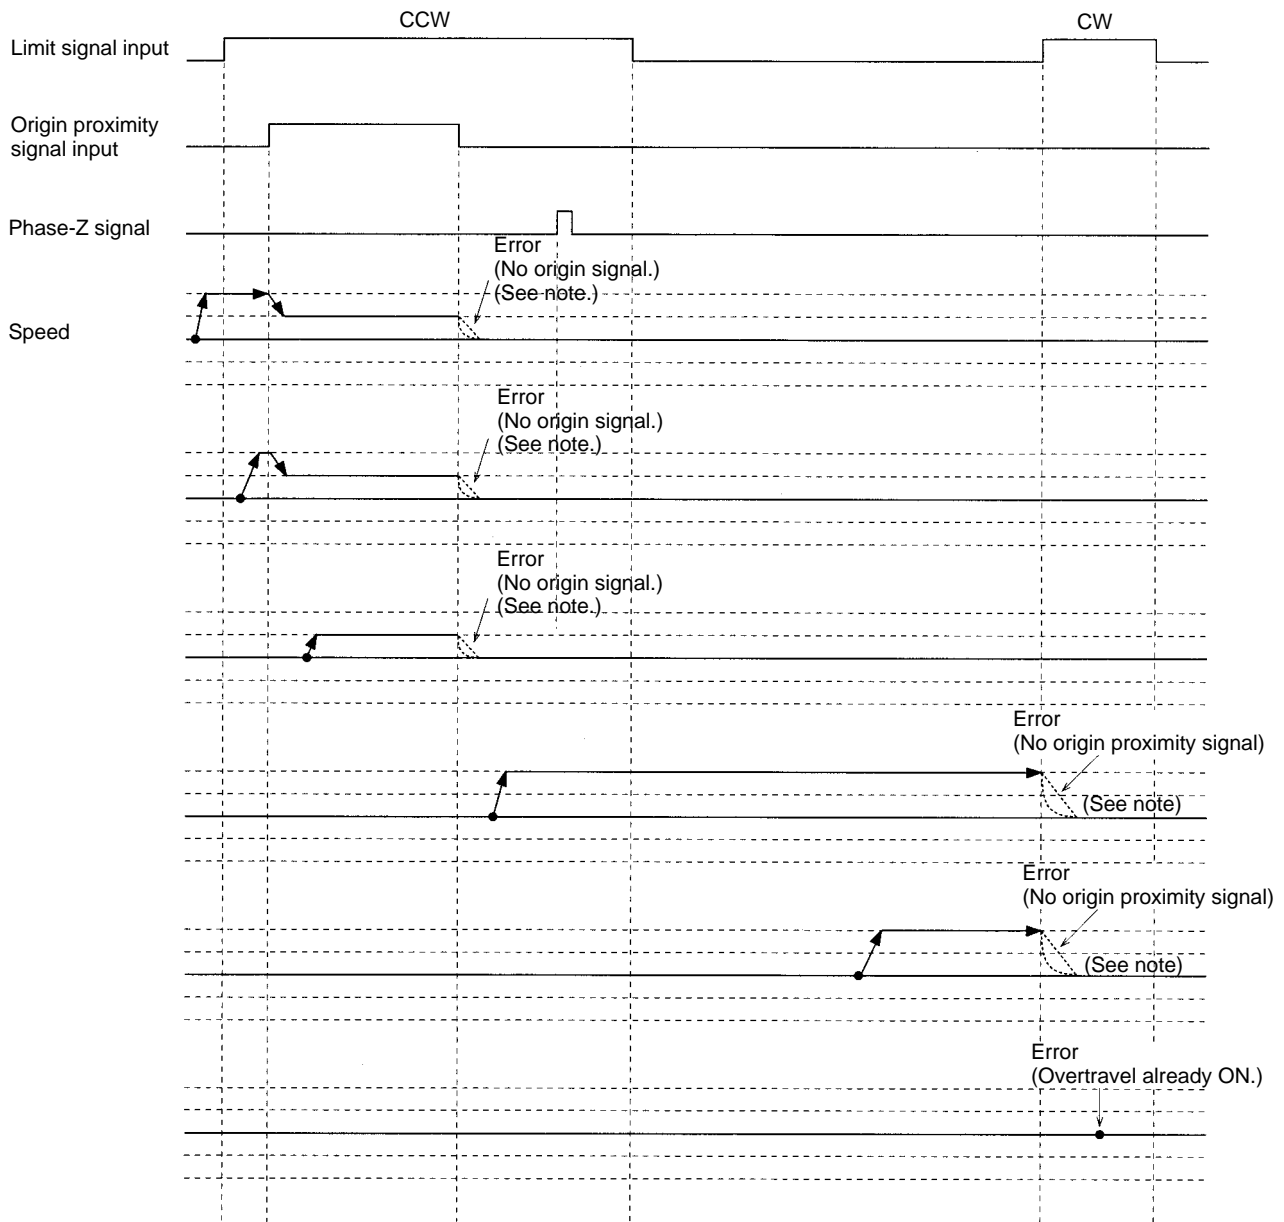 CCW
CW
Limit signal input
Origin proximity
signal input
Phase-Z signal
Error
(No origin signal.)
(See note.)
Speed
Error
(No origin signal.)
(See note.)
Error
(No origin signal.)
(See note.)
Error
(No origin proximity signal)
(See note)
Error
(No origin proximity signal)
(See note)
Error
(Overtravel already ON.)